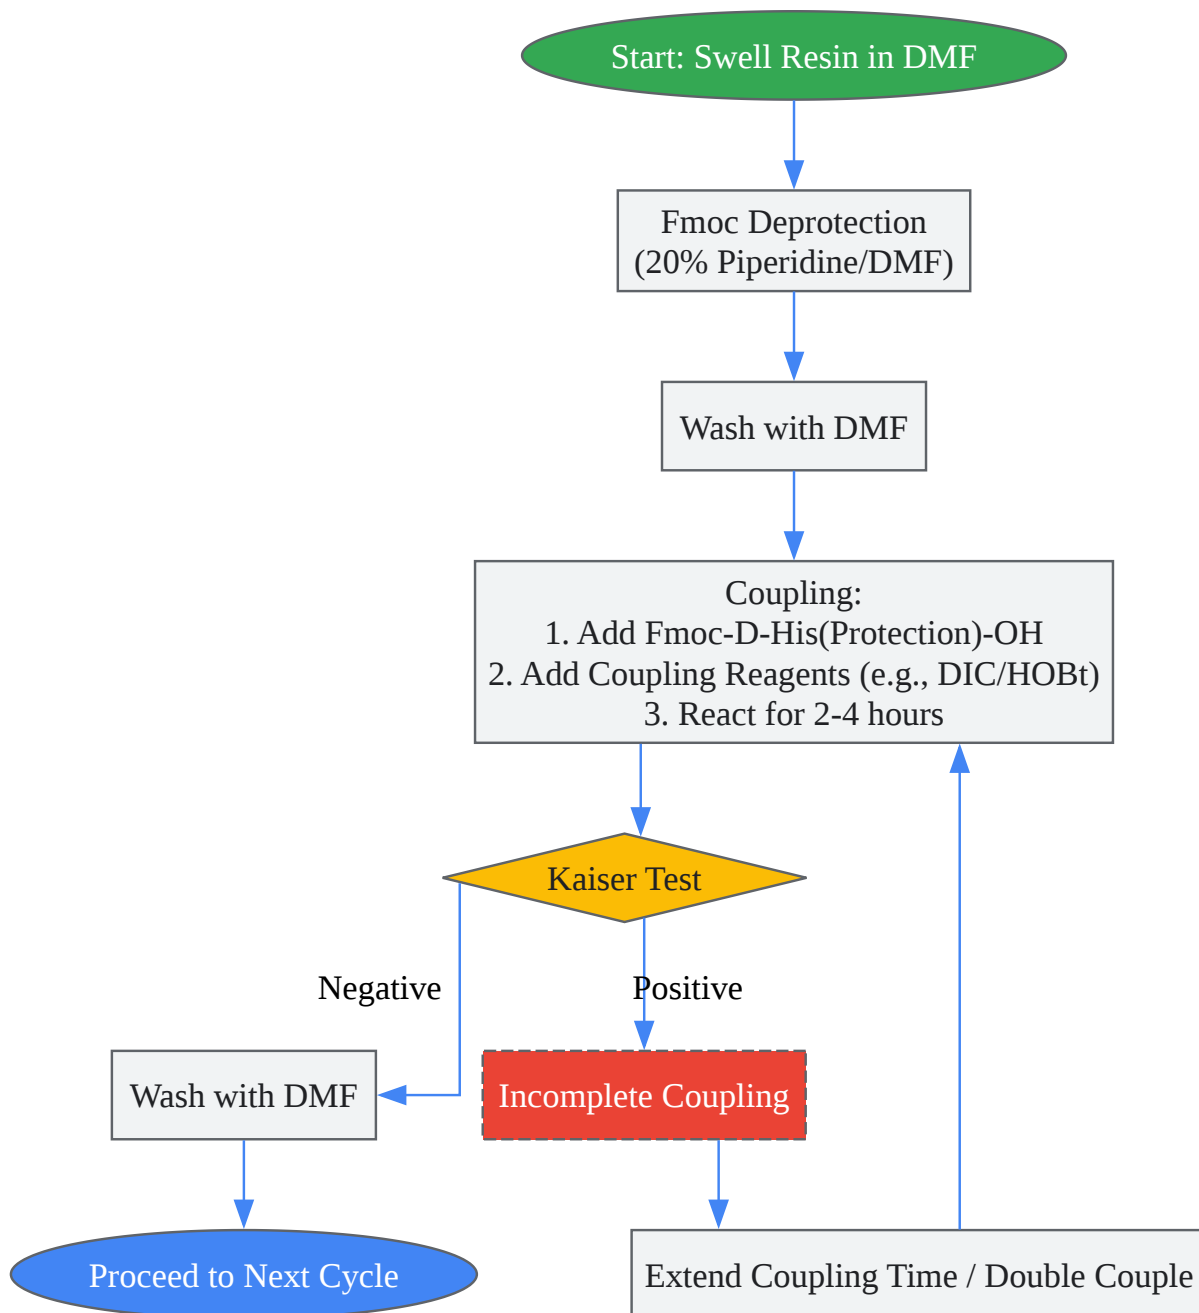 Start: Swell Resin in DMF
Fmoc Deprotection
(20% Piperidine/DMF)
Wash with DMF
Coupling:
1. Add Fmoc-D-His(Protection)-OH
2. Add Coupling Reagents (e.g., DIC/HOBt)
3. React for 2-4 hours
Kaiser Test
Negative
Positive
Wash with DMF
Incomplete Coupling
Proceed to Next Cycle
Extend Coupling Time / Double Couple